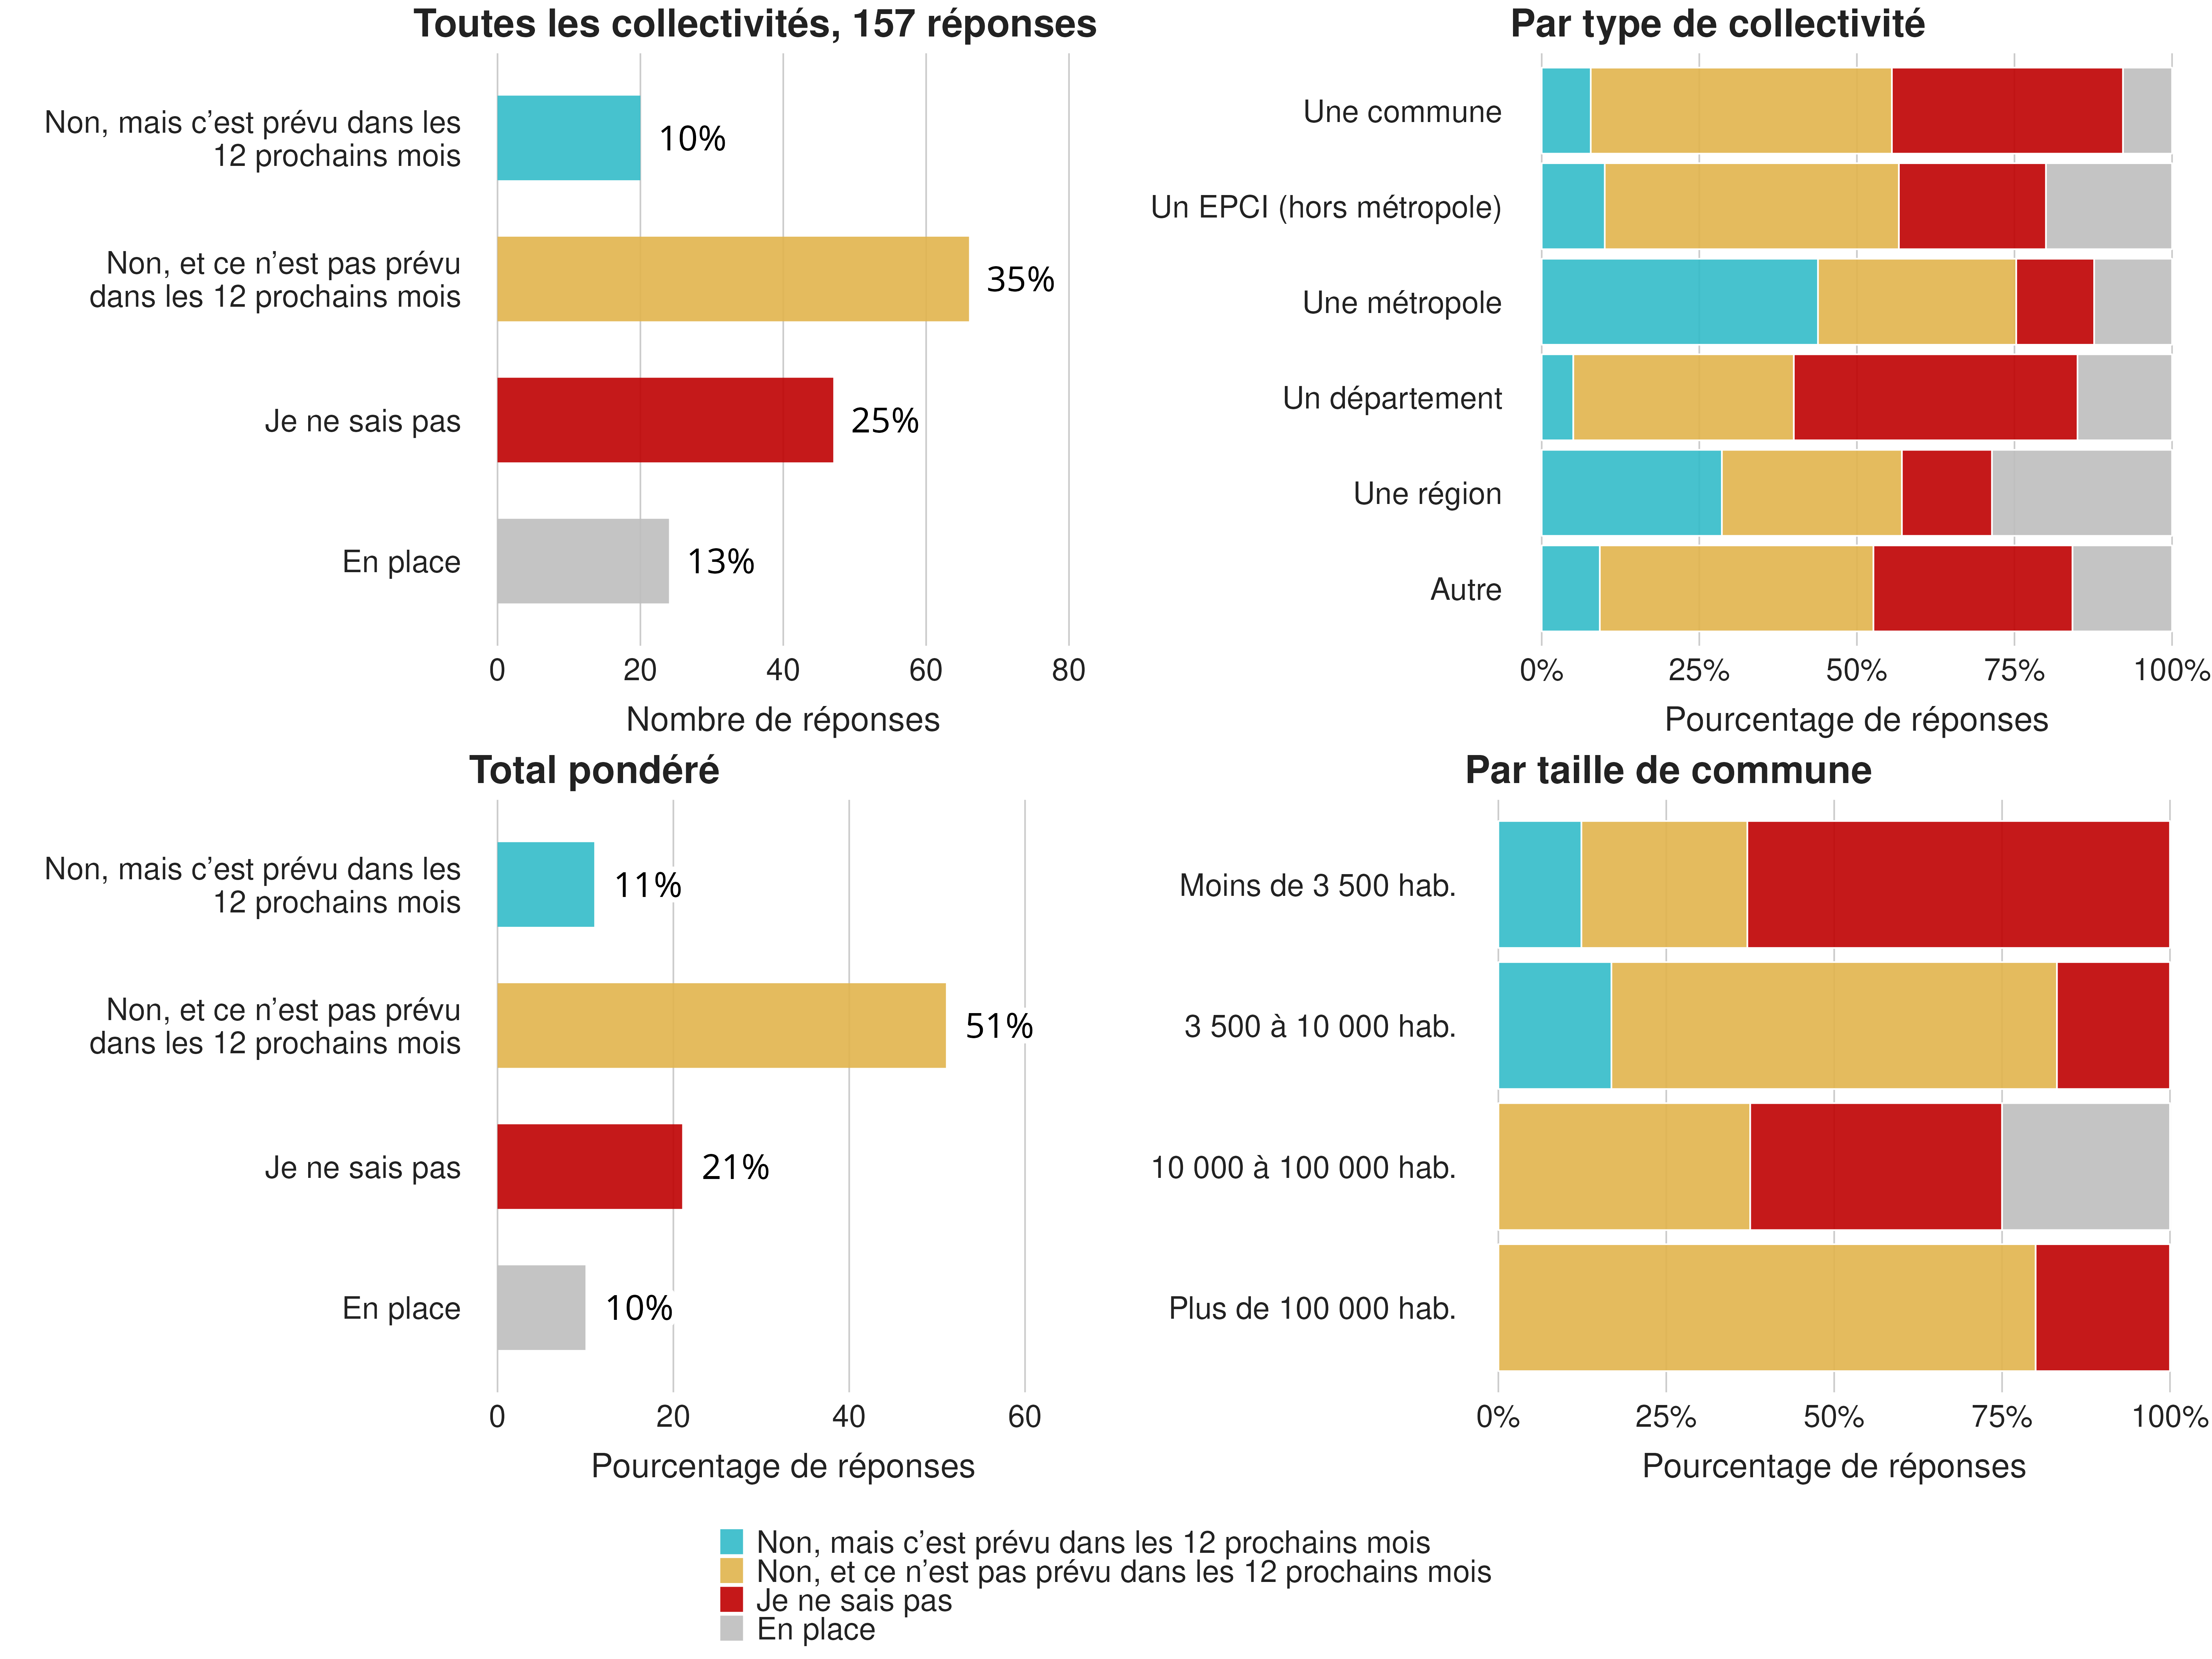 Toutes les collectivités, 157 réponses
Non, mais c’est prévu dans les
12 prochains mois
10%
Non, et ce n’est pas prévu
dans les 12 prochains mois
35%
Je ne sais pas
25%
En place
13%
0 20 40 60 80
Nombre de réponses
Par type de collectivité
Une commune
Un EPCI (hors métropole)
Une métropole
Un département
Une région
Autre
0% 25% 50% 75% 100%
Pourcentage de réponses
Total pondéré
Non, mais c’est prévu dans les
12 prochains mois
11%
Non, et ce n’est pas prévu
dans les 12 prochains mois
51%
Je ne sais pas
21%
En place
10%
0 20 40 60
Pourcentage de réponses
Par taille de commune
Moins de 3 500 hab.
3 500 à 10 000 hab.
10 000 à 100 000 hab.
Plus de 100 000 hab.
0% 25% 50% 75% 100%
Pourcentage de réponses
Non, mais c’est prévu dans les 12 prochains mois
Non, et ce n’est pas prévu dans les 12 prochains mois
Je ne sais pas
En place